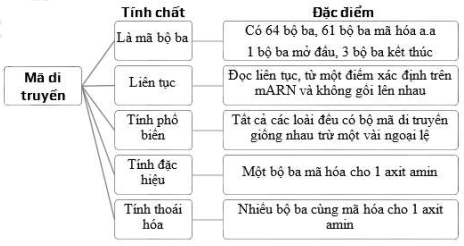 Tính chất
Đặc điểm
Mã di
truyền
Là mã bộ ba
Có 64 bộ ba, 61 bộ ba mã hóa a.a
1 bộ ba mở đầu, 3 bộ ba kết thúc
Liên tục
Đọc liên tục, từ một điểm xác định trên
mARN và không gối lên nhau
Tính phổ
biến
Tất cả các loài đều có bộ mã di truyền
giống nhau trừ một vài ngoại lệ
Tính đặc
hiệu
Một bộ ba mã hóa cho 1 axit amin
Tính thoái
hóa
Nhiều bộ ba cùng mã hóa cho 1 axit
amin